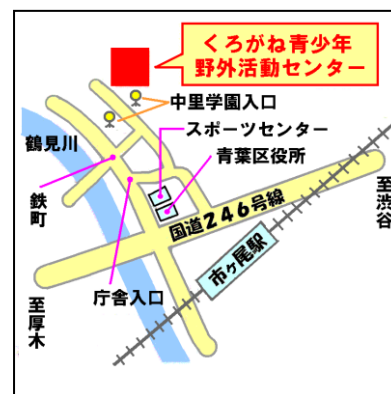 くろがね青少年
野外活動センター
中里学園入口
スポーツセンター
鶴見川
青葉区役所
至渋谷
鉄町
国道246号線
市ヶ尾駅
庁舎入口
至厚木